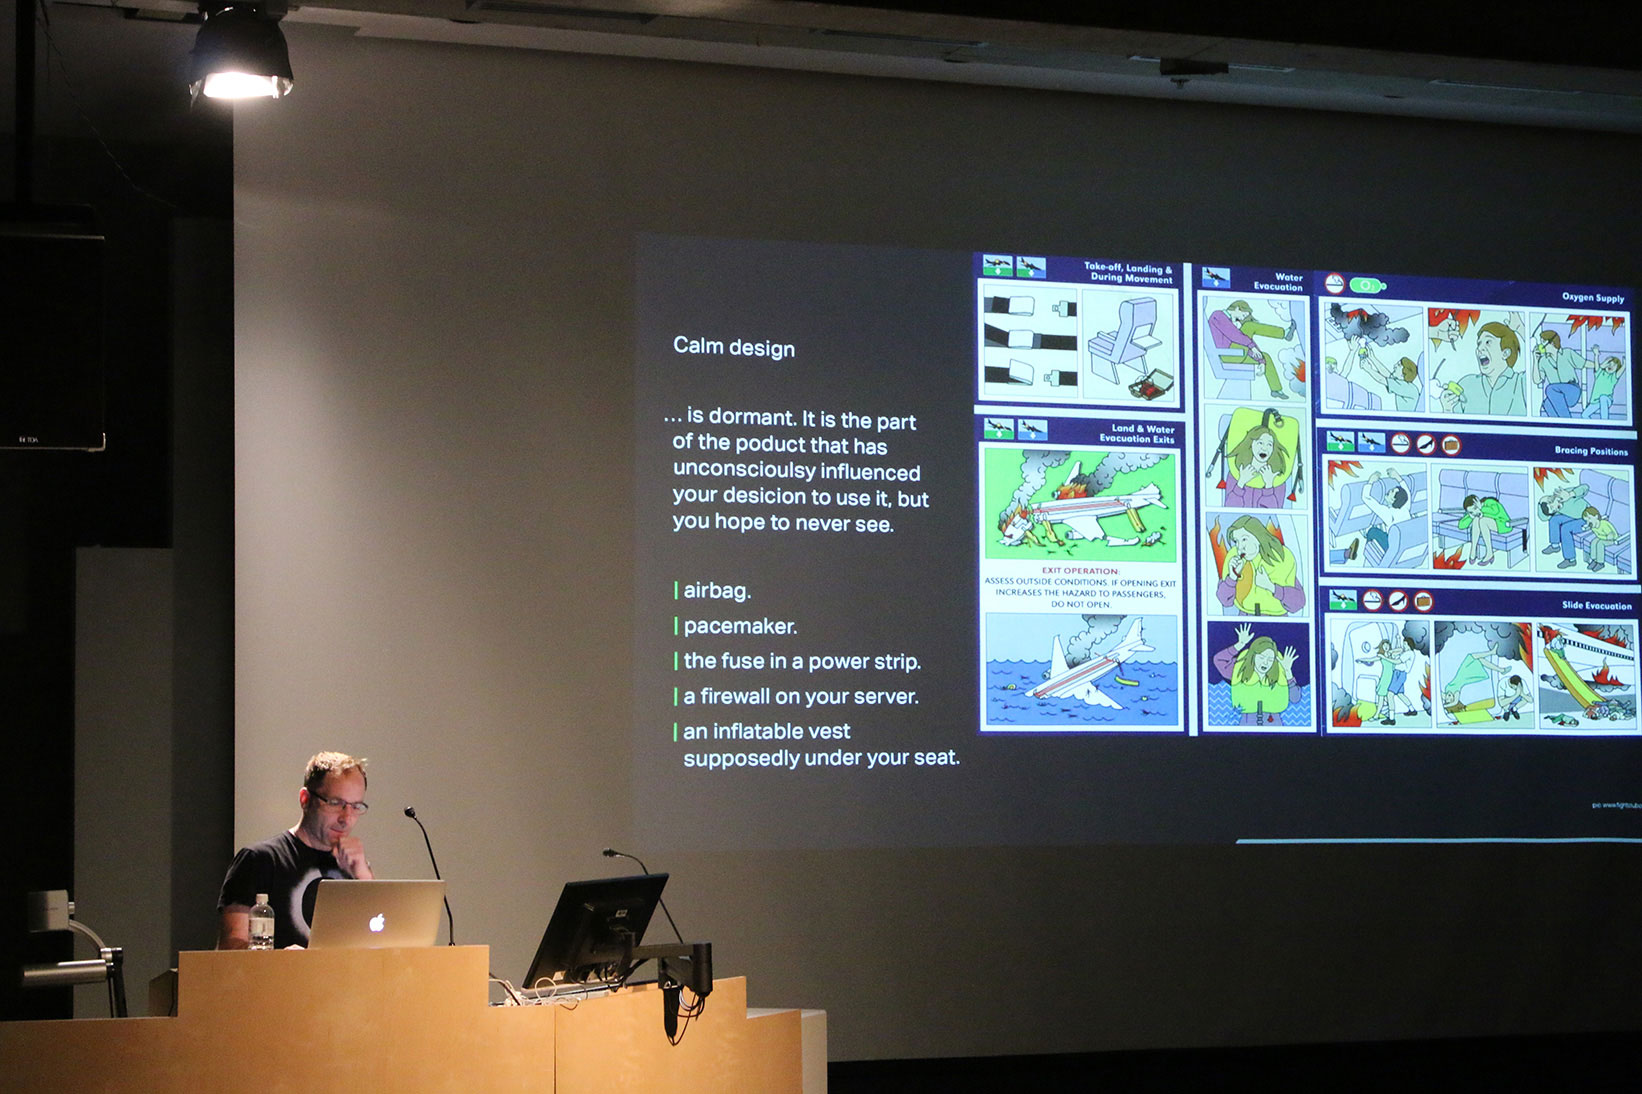 Calm design
... is dormant. It is the part
of the poduct that has
unconscioulsy influenced
your desicion to use it, but
you hope to never see.
airbag.
pacemaker.
the fuse in a power strip.
a firewall on your server.
an inflatable vest
supposedly under your seat.
Take-off, Landing &
During Movement
Land & Water
Evacuation Exits
EXIT OPERATION:
ASSESS OUTSIDE CONDITIONS. IF OPENING EXIT
INCREASES THE HAZARD TO PASSENGERS,
DO NOT OPEN.
Water
Evacuation
Oxygen Supply
Bracing Positions
Slide Evacuation